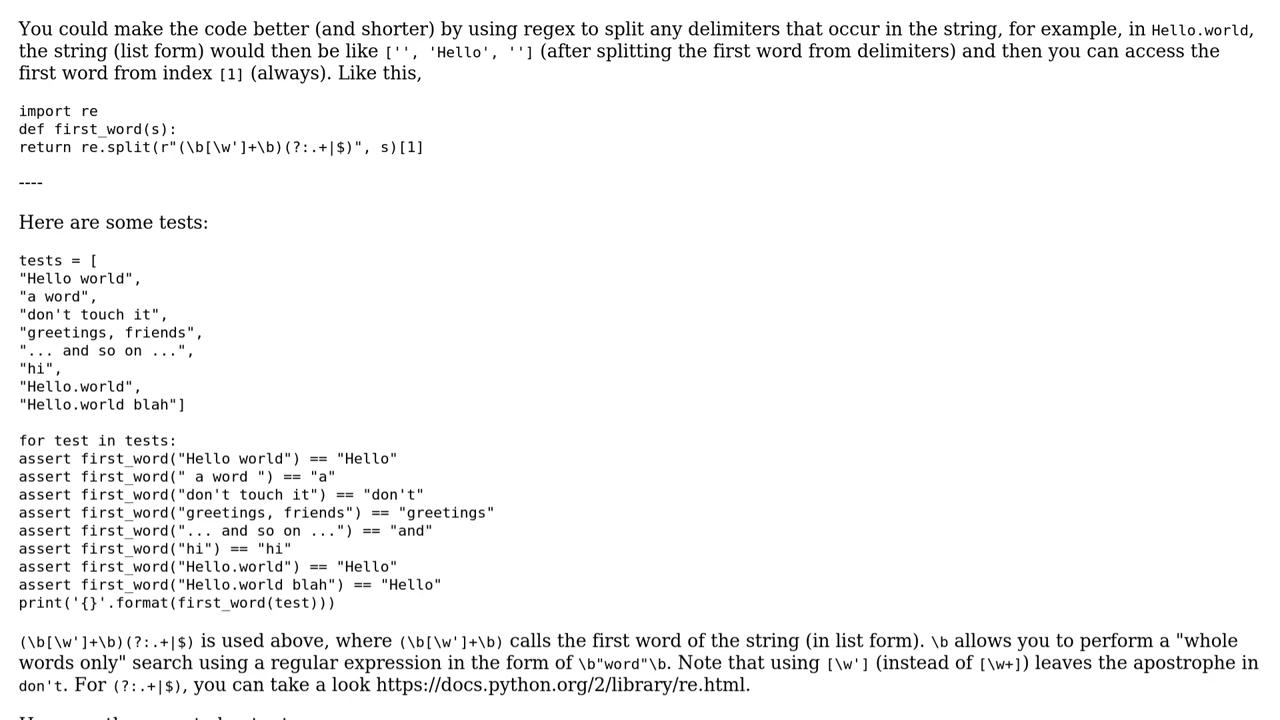 You could make the code better (and shorter) by using regex to split any delimiters that occur in the string, for example, in Hello.world,
the string (list form) would then be like ['', 'Hello', ''] (after splitting the first word from delimiters) and then you can access the
first word from index [1] (always). Like this,
import re
def first_word(s):
return re.split(r"(\b[\w']+\b)(?:.+|$)", s)[1]
----
Here are some tests:
tests = [
"Hello world",
"a word",
"don't touch it",
"greetings, friends",
"... and so on ...",
"hi",
"Hello.world",
"Hello.world blah"]
for test in tests:
assert first_word("Hello world") == "Hello"
assert first_word(" a word ") == "a"
assert first_word("don't touch it") == "don't"
assert first_word("greetings, friends") == "greetings"
assert first_word("... and so on ...") == "and"
assert first_word("hi") == "hi"
assert first_word("Hello.world") == "Hello"
assert first_word("Hello.world blah") == "Hello"
print('{}'.format(first_word(test)))
(\b[\w']+\b)(?:.+|$) is used above, where (\b[\w']+\b) calls the first word of the string (in list form). \b allows you to perform a "whole
words only" search using a regular expression in the form of \b"word"\b. Note that using [\w'] (instead of [\w+]) leaves the apostrophe in
don't. For (?:.+|$), you can take a look https://docs.python.org/2/library/re.html.